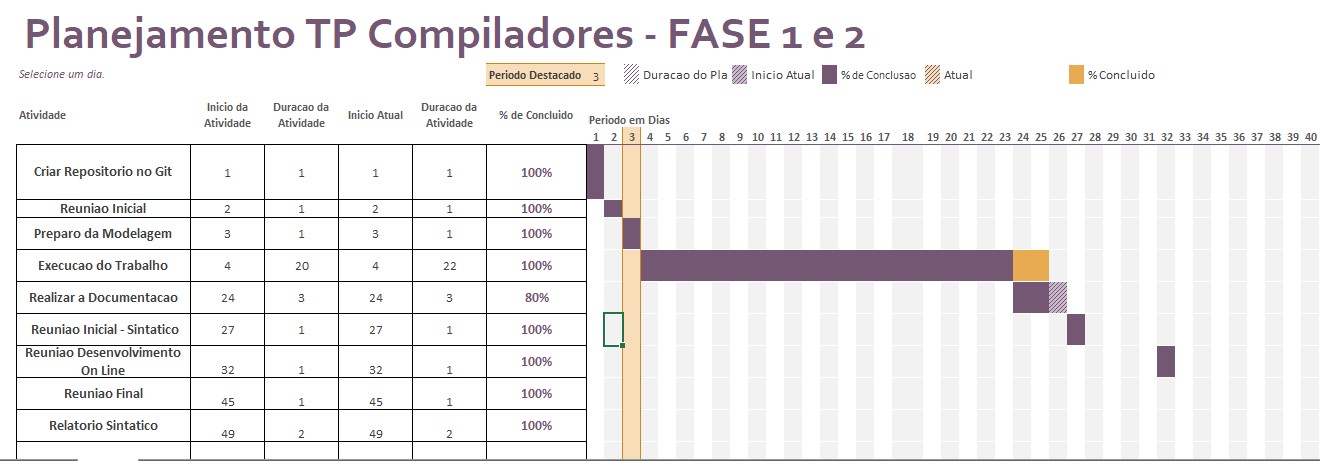 Planejamento TP Compiladores - FASE 1 e 2
Selecione um dia.
Periodo Destacado 3
Duracao do Pla
Inicio Atual
% de Conclusao
Atual
% Concluido
Atividade
Inicio da Atividade
Duracao da Atividade
Inicio Atual
Duracao da Atividade
% de Concluido
Periodo em Dias
1 2 3 4 5 6 7 8 9 10 11 12 13 14 15 16 17 18 19 20 21 22 23 24 25 26 27 28 29 30 31 32 33 34 35 36 37 38 39 40
Criar Repositorio no Git 1 1 1 1 100%
Reuniao Inicial 2 1 2 1 100%
Preparo da Modelagem 3 1 3 1 100%
Execucao do Trabalho 4 20 4 22 100%
Realizar a Documentacao 24 3 24 3 80%
Reuniao Inicial - Sintatico 27 1 27 1 100%
Reuniao Desenvolvimento
On Line 32 1 32 1 100%
Reuniao Final 45 1 45 1 100%
Relatorio Sintatico 49 2 49 2 100%